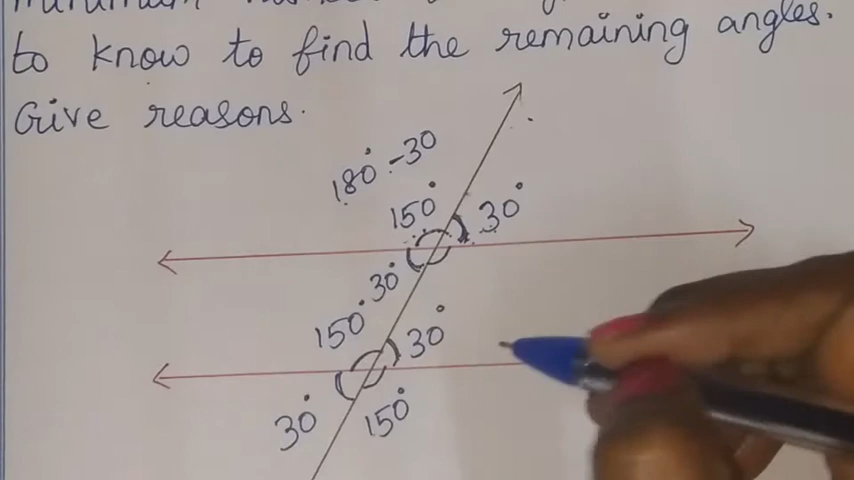 to know to find the remaining angles.
Give reasons.
180° -30
150° 30°
30°
150° 30°
30° 150°